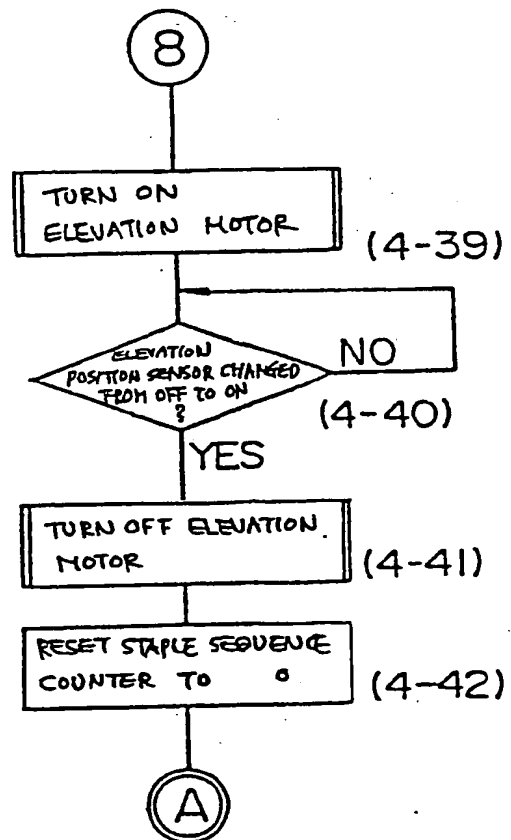 8
TURN ON
ELEVATION MOTOR
(4-39)
ELEVATION
POSITION SENSOR CHANGED
FROM OFF TO ON
?
NO
(4-40)
YES
TURN OFF ELEVATION
MOTOR
(4-41)
RESET STAPLE SEQUENCE
COUNTER TO 0
(4-42)
A